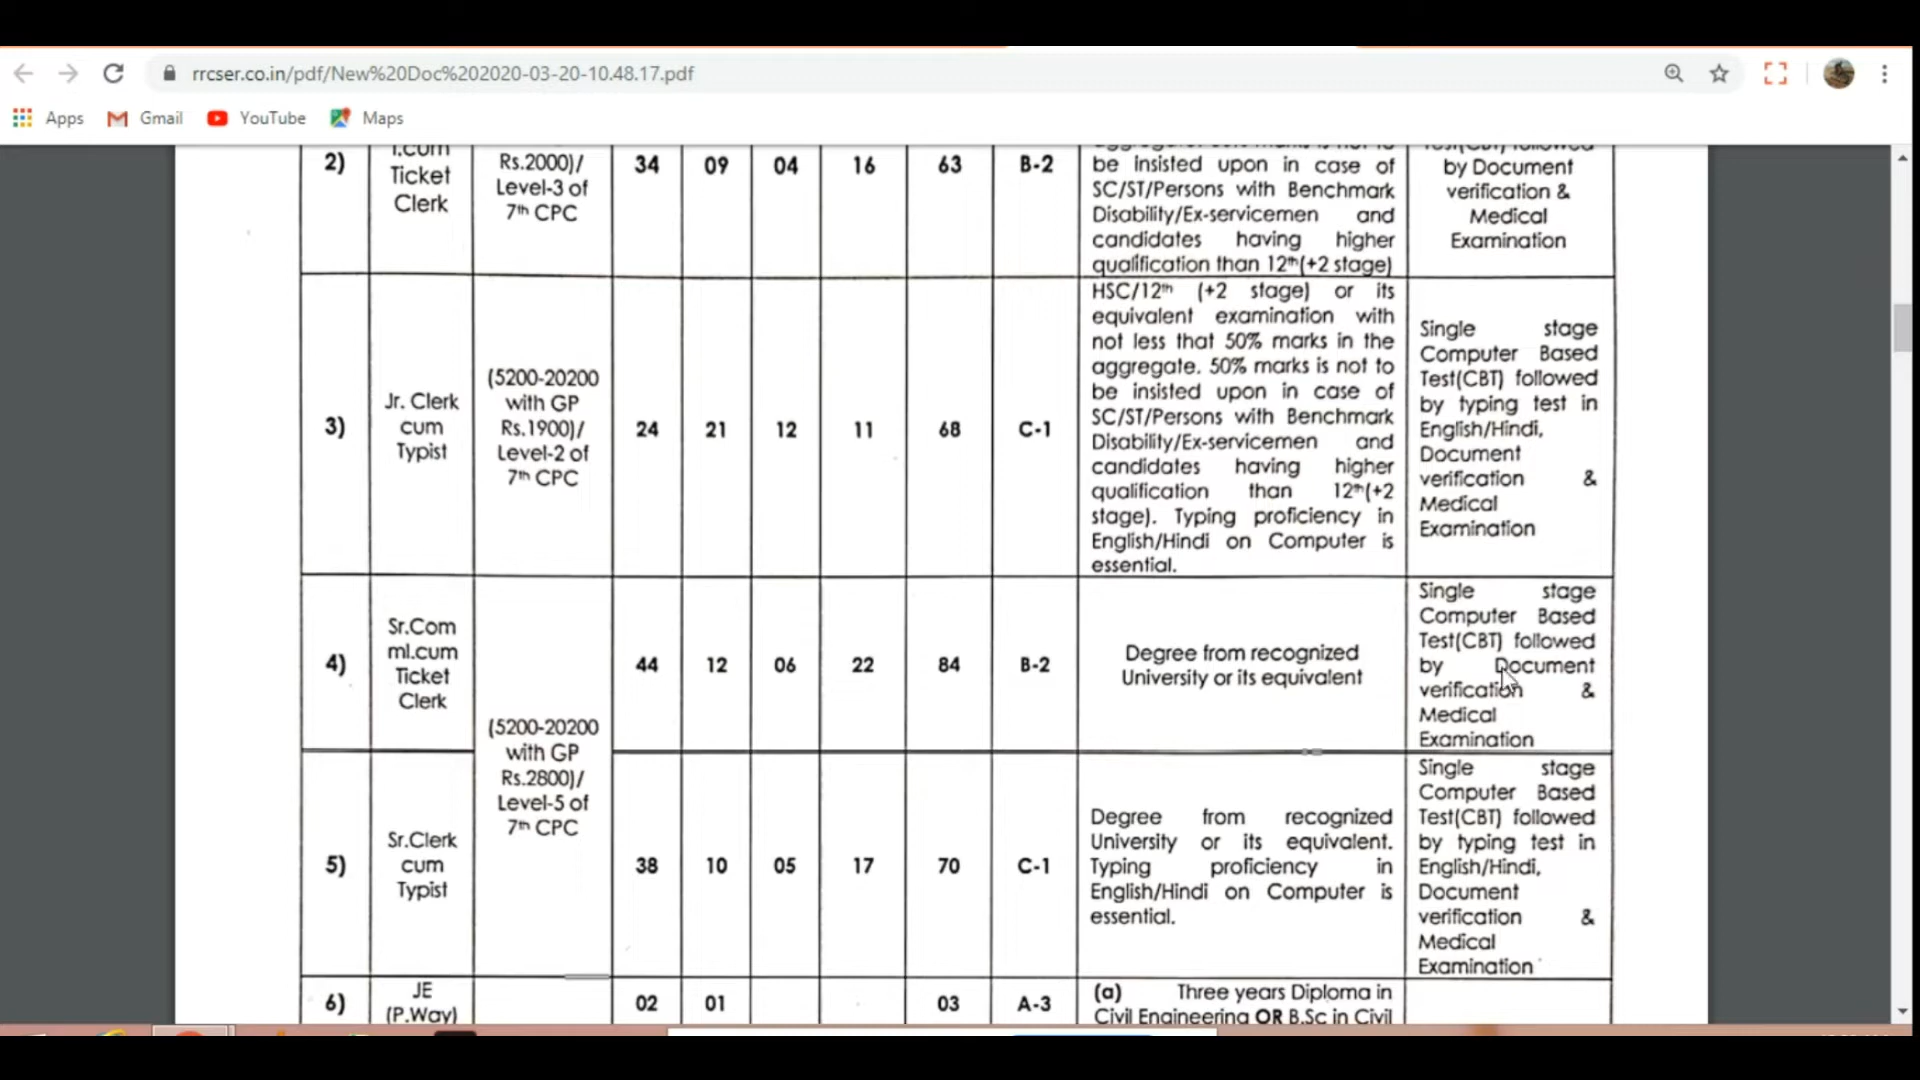 rrcser.co.in/pdf/New%20Doc%202020-03-20-10.48.17.pdf
Apps Gmail YouTube Maps
2)
Ticket
Clerk
Rs.2000)/
Level-3 of
7th CPC
34
09
04
16
63
B-2
be insisted upon in case of
SC/ST/Persons with Benchmark
Disability/Ex-servicemen and
candidates having higher
qualification than 12th(+2 stage)
by Document
verification &
Medical
Examination
3)
Jr. Clerk
cum
Typist
(5200-20200
with GP
Rs.1900)/
Level-2 of
7th CPC
24
21
12
11
68
C-1
HSC/12th (+2 stage) or its
equivalent examination with
not less that 50% marks in the
aggregate. 50% marks is not to
be insisted upon in case of
SC/ST/Persons with Benchmark
Disability/Ex-servicemen and
candidates having higher
qualification than 12th(+2
stage). Typing proficiency in
English/Hindi on Computer is
essential.
Single stage
Computer Based
Test(CBT) followed
by typing test in
English/Hindi,
Document
verification &
Medical
Examination
4)
Sr.Com
ml.cum
Ticket
Clerk
(5200-20200
with GP
Rs.2800)/
Level-5 of
7th CPC
44
12
06
22
84
B-2
Degree from recognized
University or its equivalent
Single stage
Computer Based
Test(CBT) followed
by Document
verification &
Medical
Examination
5)
Sr.Clerk
cum
Typist
38
10
05
17
70
C-1
Degree from recognized
University or its equivalent.
Typing proficiency in
English/Hindi on Computer is
essential.
Single stage
Computer Based
Test(CBT) followed
by typing test in
English/Hindi,
Document
verification &
Medical
Examination
6)
JE
(P.Way)
02
01
03
A-3
(a) Three years Diploma in
Civil Engineering OR B.Sc in Civil